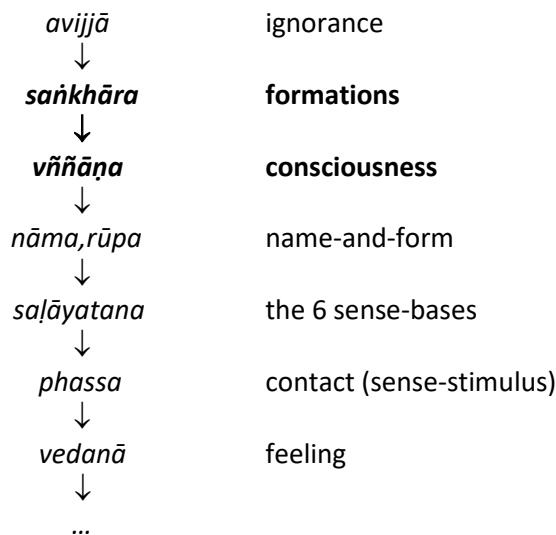 avijjā ignorance
↓
saṅkhāra formations
↓
vññāṇa consciousness
↓
nāma,rūpa name-and-form
↓
saḷāyatana the 6 sense-bases
↓
phassa contact (sense-stimulus)
↓
vedanā feeling
↓
...